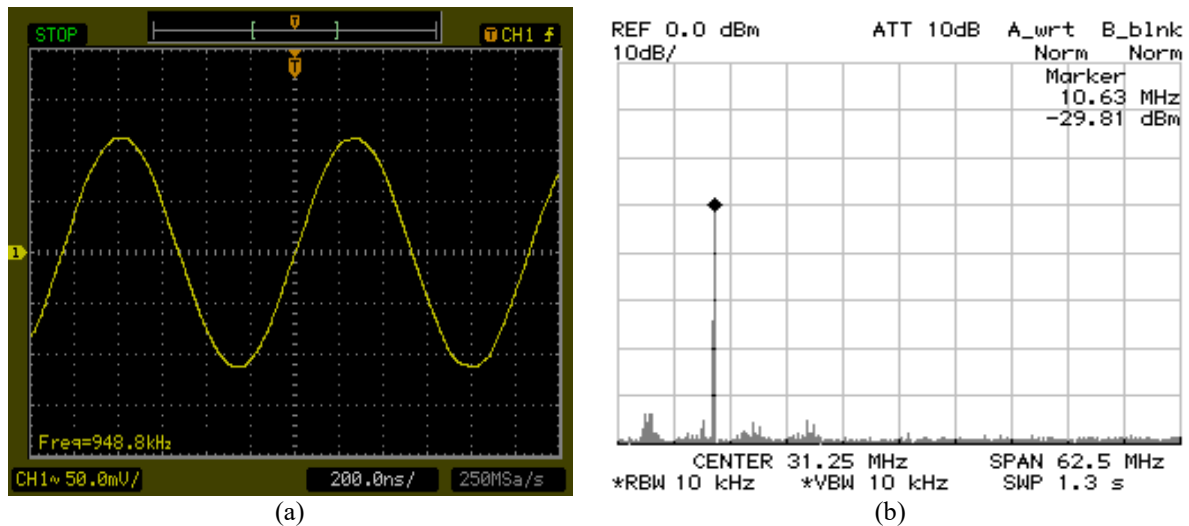 STOP
T
T CH1
T
1
Freq=948.8kHz
CH1~ 50.0mV/ 200.0ns/ 250MSa/s
(a)
REF 0.0 dBm ATT 10dB A_wrt B_blnk
10dB/ Norm Norm
Marker
10.63 MHz
-29.81 dBm
CENTER 31.25 MHz SPAN 62.5 MHz
*RBW 10 kHz *VBW 10 kHz SWP 1.3 s
(b)